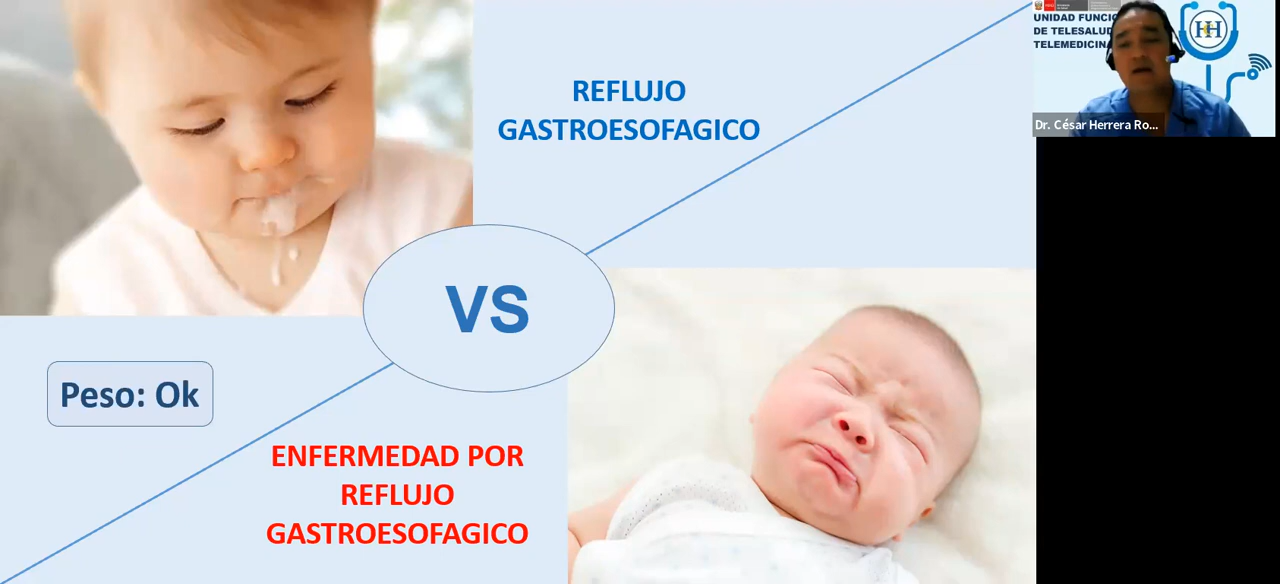 REFLUJO
GASTROESOFAGICO
VS
Peso: Ok
ENFERMEDAD POR
REFLUJO
GASTROESOFAGICO
UNIDAD FUNCIO
DE TELESALUD
TELEMEDICINA
Dr. César Herrera Ro...